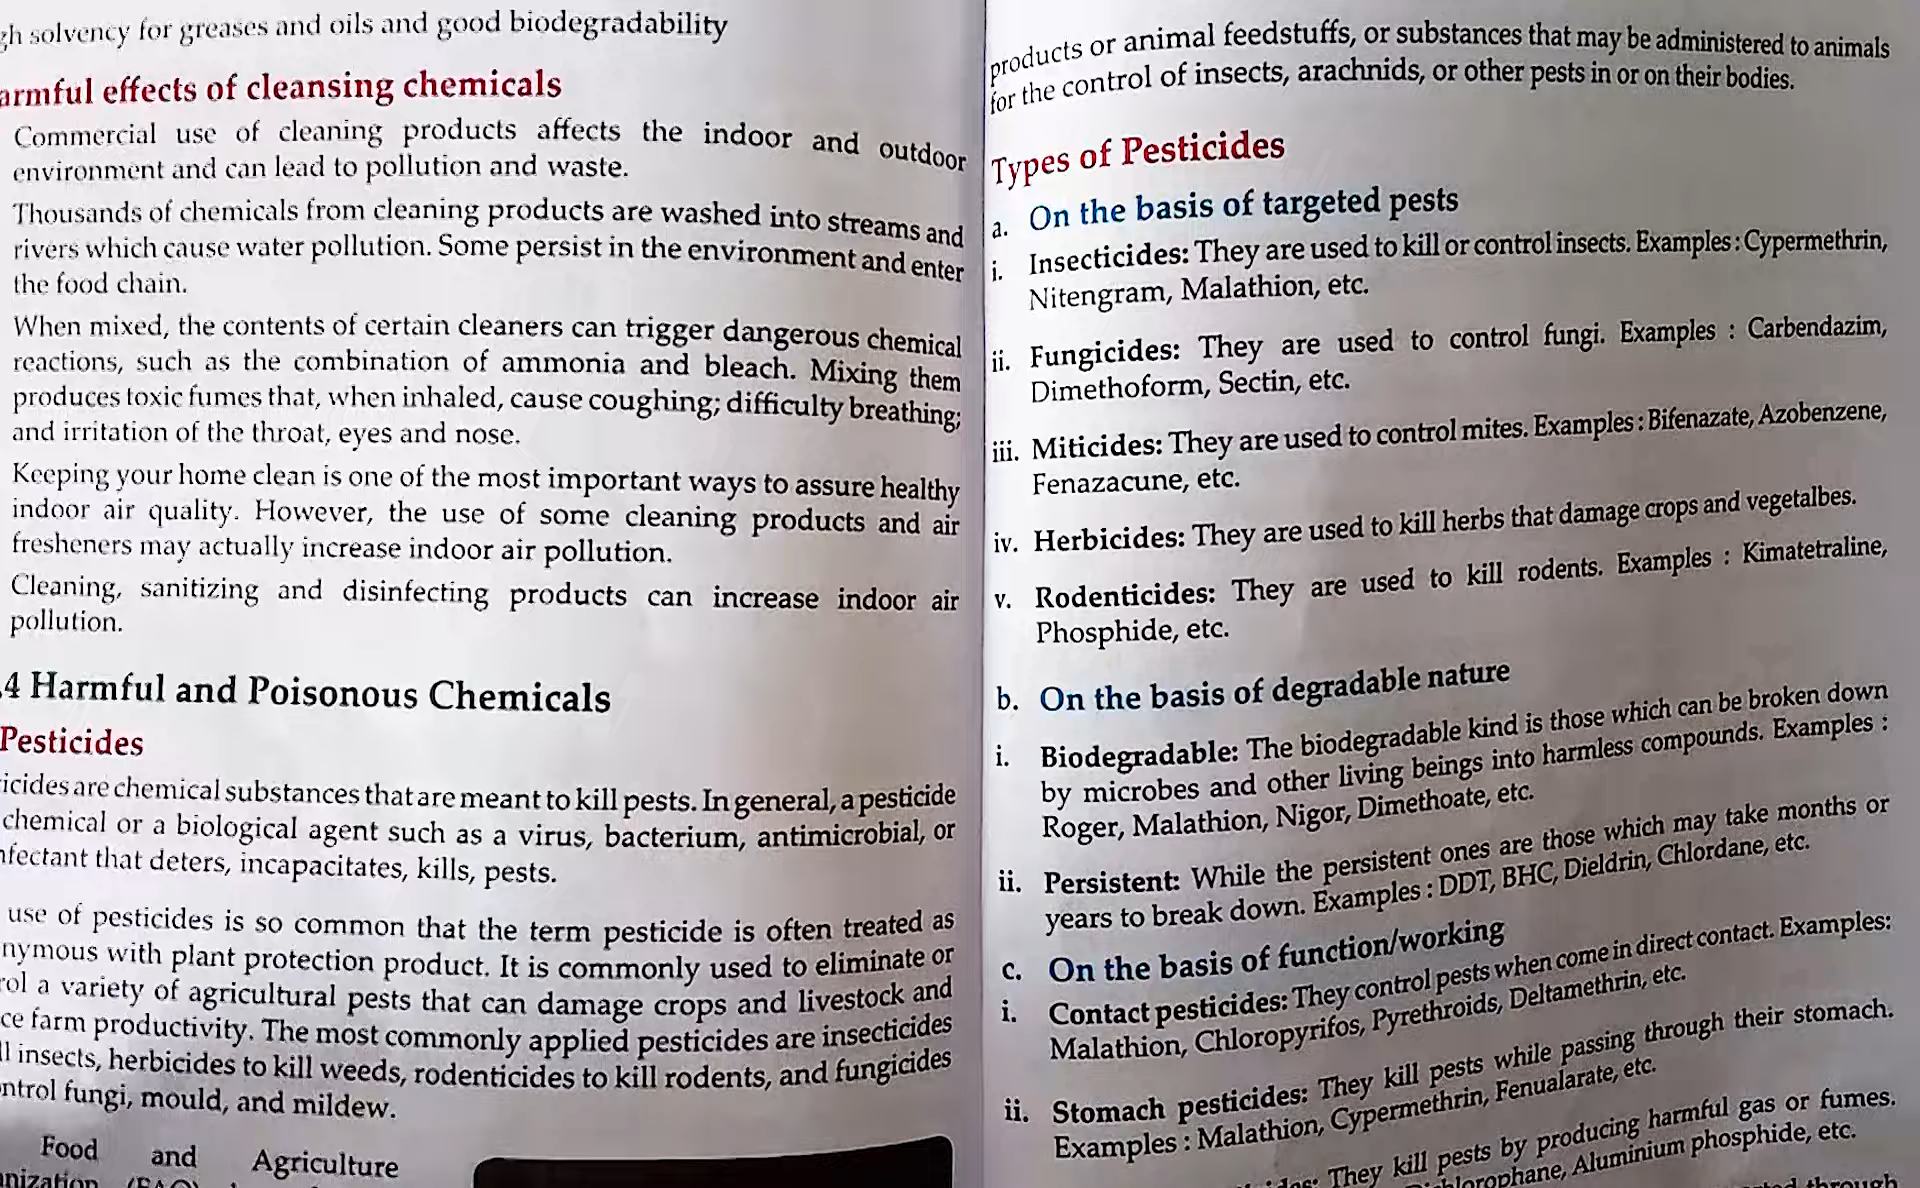 gh solvency for greases and oils and good biodegradability
armful effects of cleansing chemicals
Commercial use of cleaning products affects the indoor and outdoor
environment and can lead to pollution and waste.
Thousands of chemicals from cleaning products are washed into streams and
rivers which cause water pollution. Some persist in the environment and enter
the food chain.
When mixed, the contents of certain cleaners can trigger dangerous chemical
reactions, such as the combination of ammonia and bleach. Mixing them
produces toxic fumes that, when inhaled, cause coughing; difficulty breathing;
and irritation of the throat, eyes and nose.
Keeping your home clean is one of the most important ways to assure healthy
indoor air quality. However, the use of some cleaning products and air
fresheners may actually increase indoor air pollution.
Cleaning, sanitizing and disinfecting products can increase indoor air
pollution.
.4 Harmful and Poisonous Chemicals
Pesticides
icides are chemical substances that are meant to kill pests. In general, a pesticide
chemical or a biological agent such as a virus, bacterium, antimicrobial, or
nfectant that deters, incapacitates, kills, pests.
use of pesticides is so common that the term pesticide is often treated as
nymous with plant protection product. It is commonly used to eliminate or
rol a variety of agricultural pests that can damage crops and livestock and
ce farm productivity. The most commonly applied pesticides are insecticides
ll insects, herbicides to kill weeds, rodenticides to kill rodents, and fungicides
ntrol fungi, mould, and mildew.
Food and Agriculture
anization (FAO)
products or animal feedstuffs, or substances that may be administered to animals
for the control of insects, arachnids, or other pests in or on their bodies.
Types of Pesticides
a. On the basis of targeted pests
i. Insecticides: They are used to kill or control insects. Examples : Cypermethrin,
Nitengram, Malathion, etc.
ii. Fungicides: They are used to control fungi. Examples : Carbendazim,
Dimethoform, Sectin, etc.
iii. Miticides: They are used to control mites. Examples : Bifenazate, Azobenzene,
Fenazacune, etc.
iv. Herbicides: They are used to kill herbs that damage crops and vegetalbes.
v. Rodenticides: They are used to kill rodents. Examples : Kimatetraline,
Phosphide, etc.
b. On the basis of degradable nature
i. Biodegradable: The biodegradable kind is those which can be broken down
by microbes and other living beings into harmless compounds. Examples :
Roger, Malathion, Nigor, Dimethoate, etc.
ii. Persistent: While the persistent ones are those which may take months or
years to break down. Examples : DDT, BHC, Dieldrin, Chlordane, etc.
c. On the basis of function/working
i. Contact pesticides: They control pests when come in direct contact. Examples:
Malathion, Chloropyrifos, Pyrethroids, Deltamethrin, etc.
ii. Stomach pesticides: They kill pests while passing through their stomach.
Examples : Malathion, Cypermethrin, Fenualarate, etc.
They kill pests by producing harmful gas or fumes.
Aluminium phosphide, etc.
through